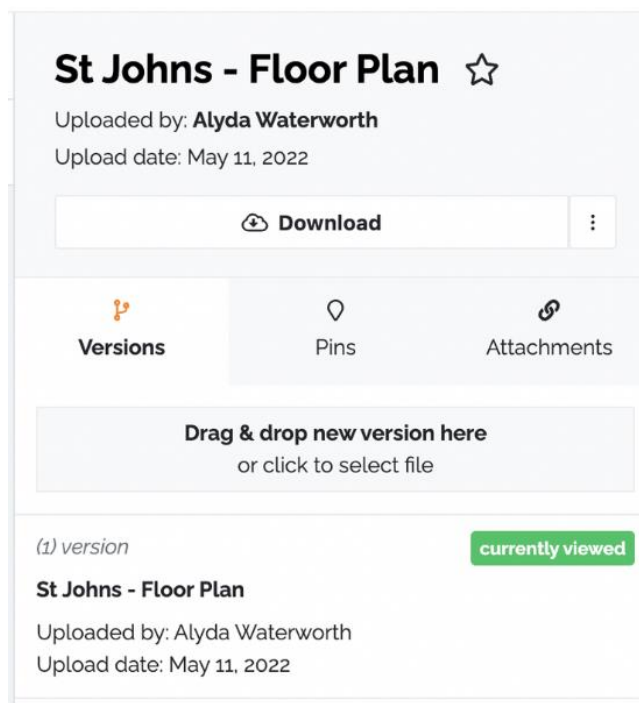 St Johns - Floor Plan
Uploaded by: Alyda Waterworth
Upload date: May 11, 2022
Download
Versions
Pins
Attachments
Drag & drop new version here
or click to select file
(1) version
currently viewed
St Johns - Floor Plan
Uploaded by: Alyda Waterworth
Upload date: May 11, 2022